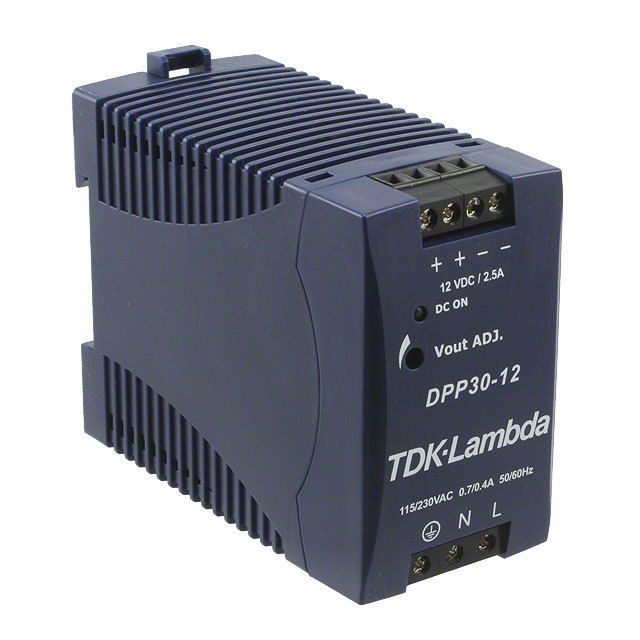 + + - -
12 VDC / 2.5A
DC ON
Vout ADJ.
DPP30-12
TDK-Lambda
115/230VAC 0.7/0.4A 50/60Hz
N L